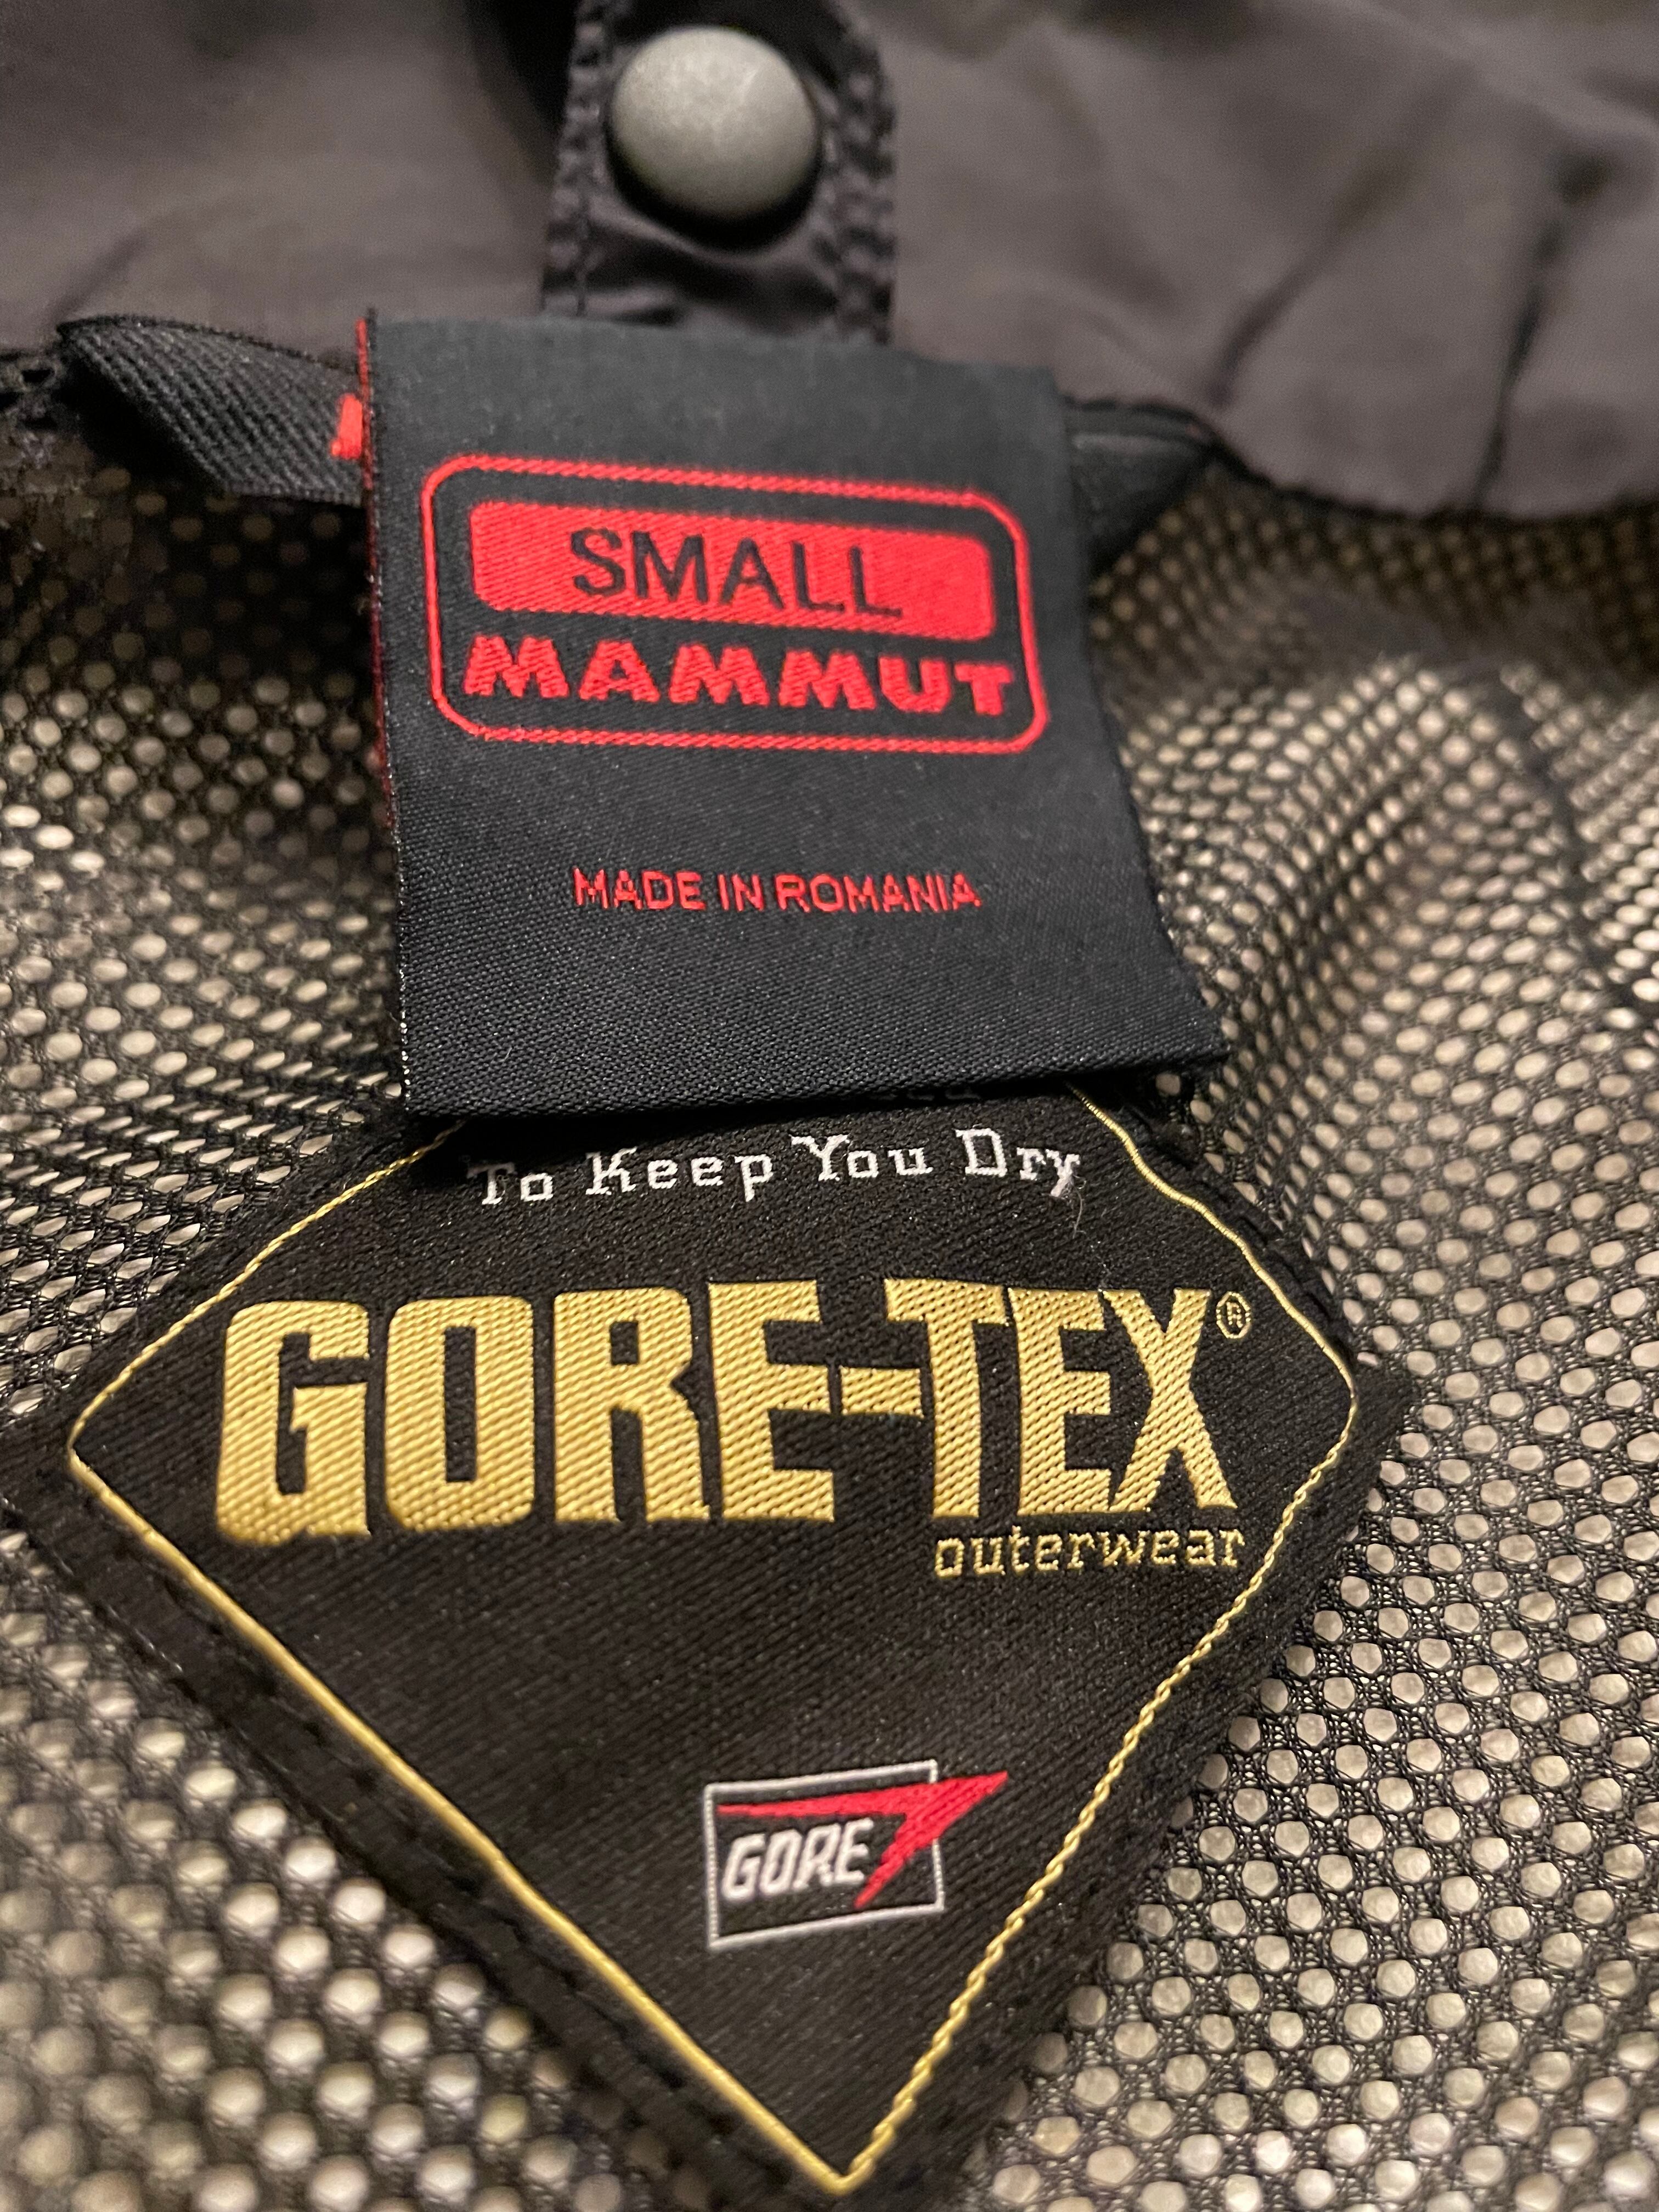 SMALL
MAMMUT
MADE IN ROMANIA
To Keep You Dry
GORE-TEX®
outerwear
GORE